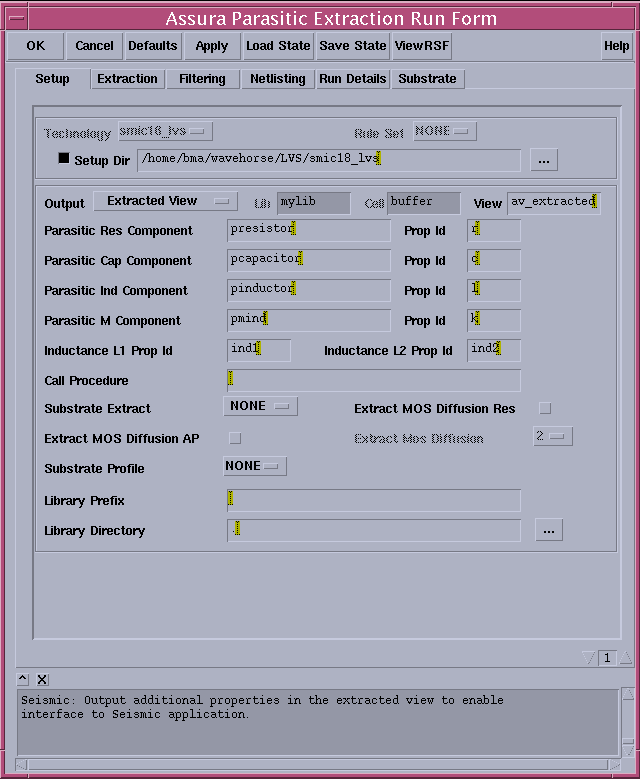 Assura Parasitic Extraction Run Form
OK Cancel Defaults Apply Load State Save State ViewRSF Help
Setup Extraction Filtering Netlisting Run Details Substrate
Technology smic18_lvs Rule Set NONE
Setup Dir /home/bma/wavehorse/LVS/smic18_lvs ...
Output Extracted View Lib mylib Cell buffer View av_extracted
Parasitic Res Component presistor Prop Id r
Parasitic Cap Component pcapacitor Prop Id c
Parasitic Ind Component pinductor Prop Id l
Parasitic M Component pmind Prop Id k
Inductance L1 Prop Id ind1 Inductance L2 Prop Id ind2
Call Procedure
Substrate Extract NONE Extract MOS Diffusion Res
Extract MOS Diffusion AP Extract Mos Diffusion 2
Substrate Profile NONE
Library Prefix
Library Directory . ...
1
Seismic: Output additional properties in the extracted view to enable
interface to Seismic application.